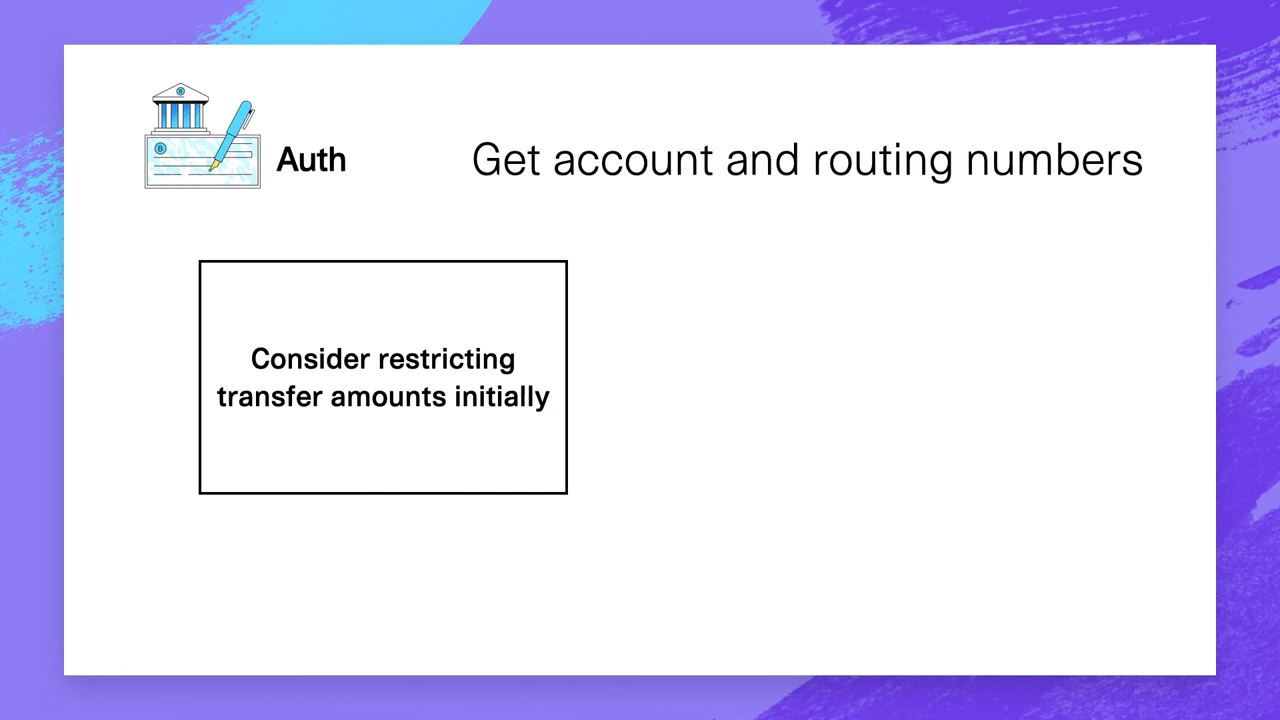 Auth
Get account and routing numbers
Consider restricting
transfer amounts initially
B
B